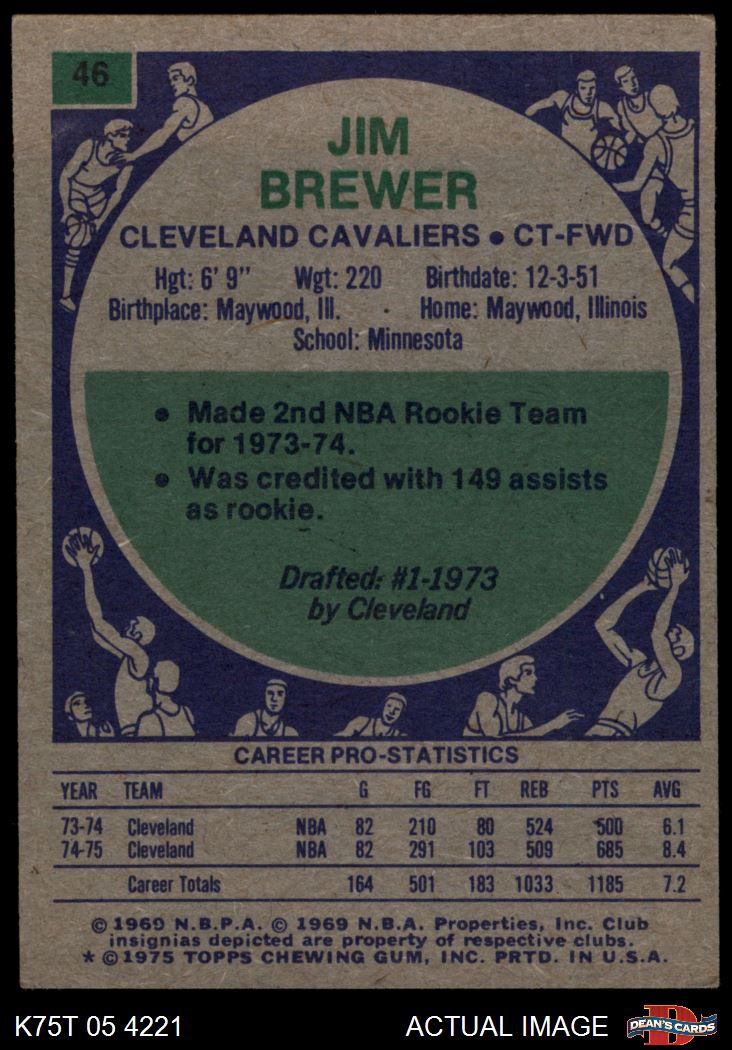 46
JIM
BREWER
CLEVELAND CAVALIERS • CT-FWD
Hgt: 6' 9" Wgt: 220 Birthdate: 12-3-51
Birthplace: Maywood, Ill. Home: Maywood, Illinois
School: Minnesota
• Made 2nd NBA Rookie Team
for 1973-74.
• Was credited with 149 assists
as rookie.
Drafted: #1-1973
by Cleveland
CAREER PRO-STATISTICS
YEAR TEAM G FG FT REB PTS AVG
73-74 Cleveland NBA 82 210 80 524 500 6.1
74-75 Cleveland NBA 82 291 103 509 685 8.4
Career Totals 164 501 183 1033 1185 7.2
© 1969 N.B.P.A. © 1969 N.B.A. Properties, Inc. Club
insignias depicted are property of respective clubs.
* © 1975 TOPPS CHEWING GUM, INC. PRTD. IN U.S.A.
K75T 05 4221 ACTUAL IMAGE D DEAN'S CARDS